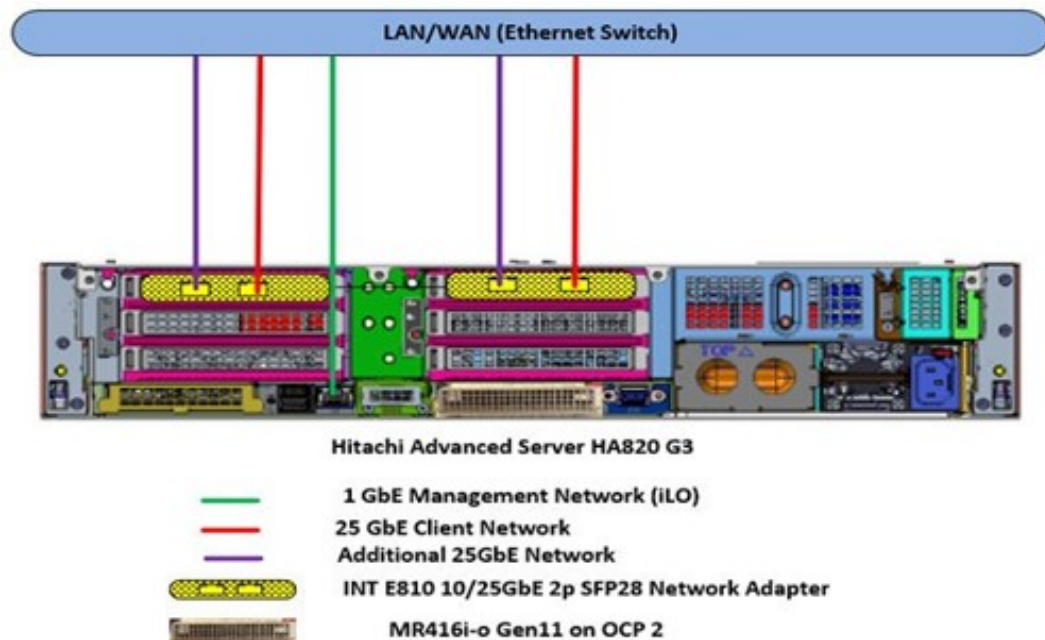 LAN/WAN (Ethernet Switch)
TOP
Hitachi Advanced Server HA820 G3
1 GbE Management Network (iLO)
25 GbE Client Network
Additional 25GbE Network
INT E810 10/25GbE 2p SFP28 Network Adapter
MR416i-o Gen11 on OCP 2